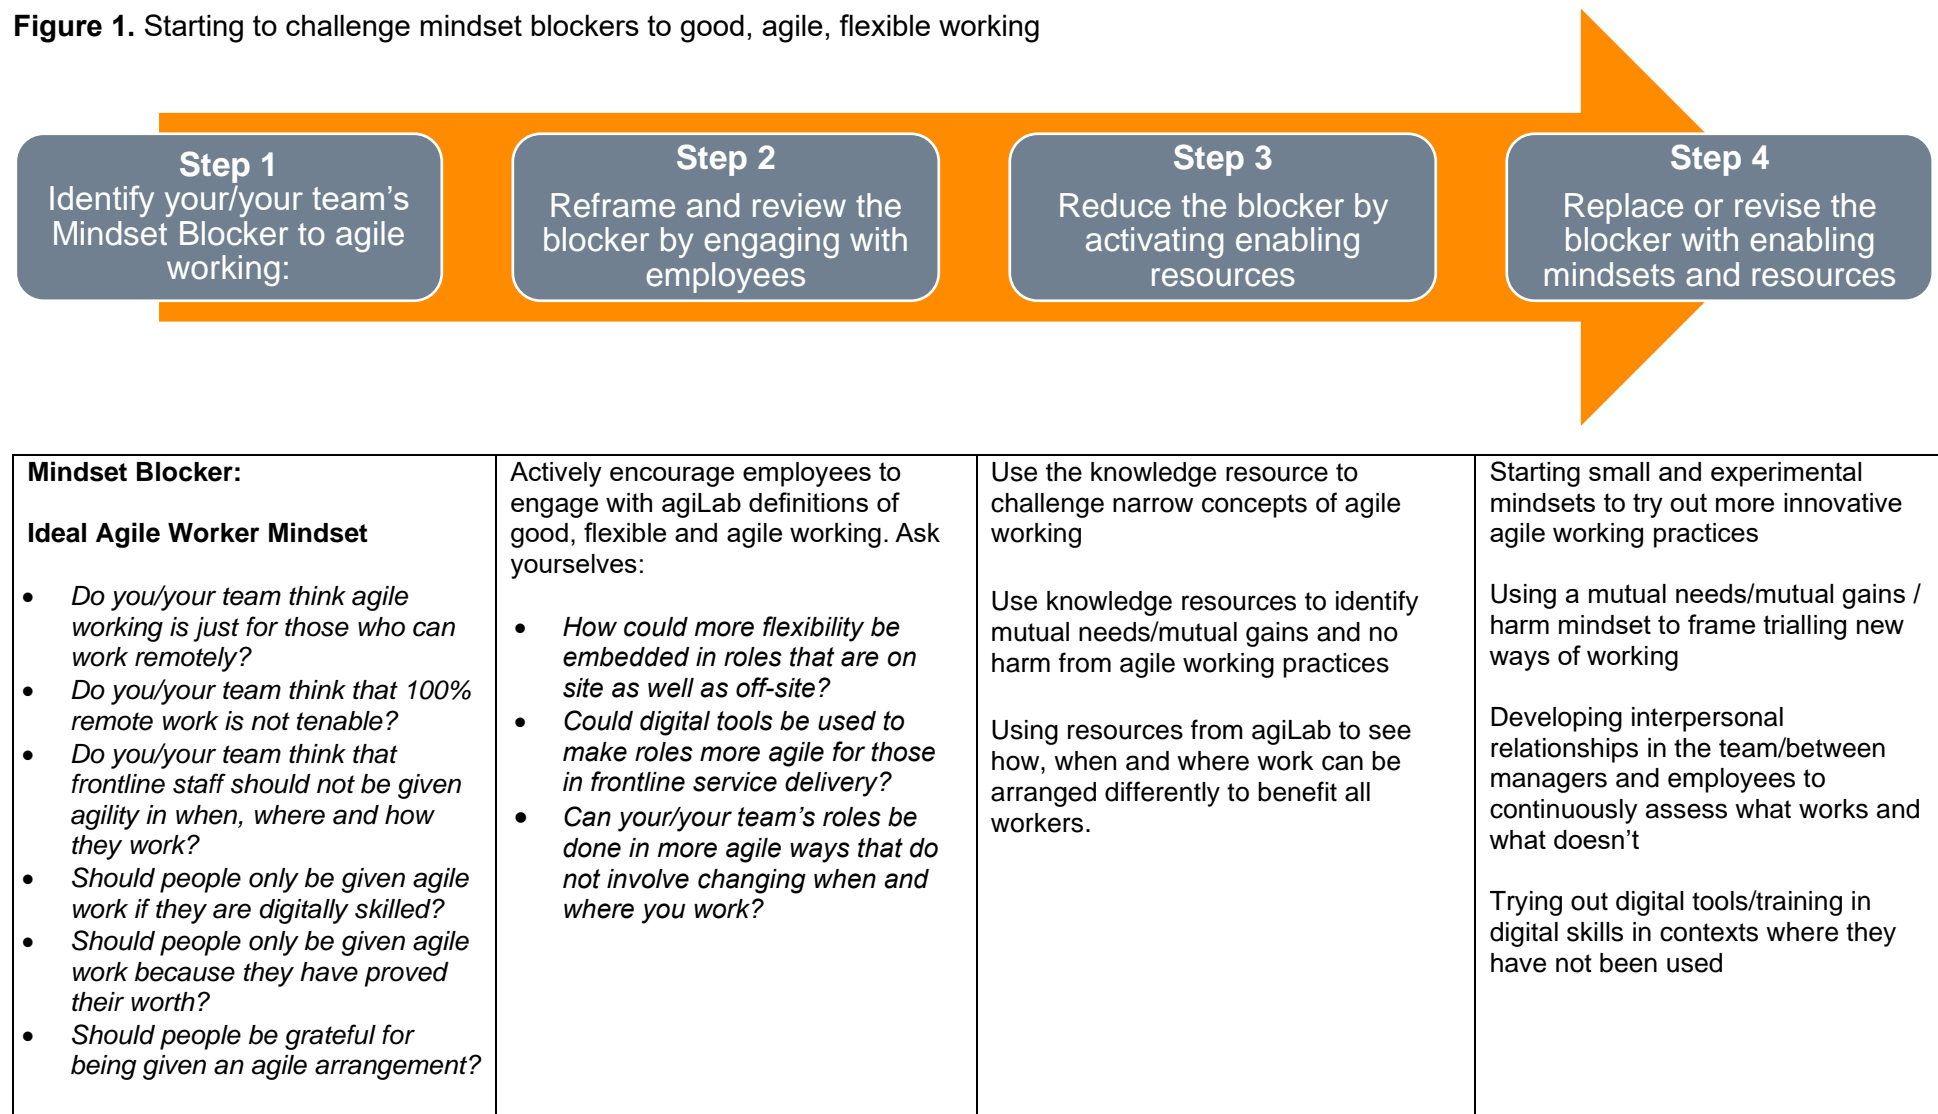 Figure 1. Starting to challenge mindset blockers to good, agile, flexible working
Step 1
Identify your/your team's
Mindset Blocker to agile
working:
Step 2
Reframe and review the
blocker by engaging with
employees
Step 3
Reduce the blocker by
activating enabling
resources
Step 4
Replace or revise the
blocker with enabling
mindsets and resources
Mindset Blocker:
Ideal Agile Worker Mindset
• Do you/your team think agile
working is just for those who can
work remotely?
• Do you/your team think that 100%
remote work is not tenable?
• Do you/your team think that
frontline staff should not be given
agility in when, where and how
they work?
• Should people only be given agile
work if they are digitally skilled?
• Should people only be given agile
work because they have proved
their worth?
• Should people be grateful for
being given an agile arrangement?
Actively encourage employees to
engage with agiLab definitions of
good, flexible and agile working. Ask
yourselves:
• How could more flexibility be
embedded in roles that are on
site as well as off-site?
• Could digital tools be used to
make roles more agile for those
in frontline service delivery?
• Can your/your team's roles be
done in more agile ways that do
not involve changing when and
where you work?
Use the knowledge resource to
challenge narrow concepts of agile
working
Use knowledge resources to identify
mutual needs/mutual gains and no
harm from agile working practices
Using resources from agiLab to see
how, when and where work can be
arranged differently to benefit all
workers.
Starting small and experimental
mindsets to try out more innovative
agile working practices
Using a mutual needs/mutual gains /
harm mindset to frame trialling new
ways of working
Developing interpersonal
relationships in the team/between
managers and employees to
continuously assess what works and
what doesn't
Trying out digital tools/training in
digital skills in contexts where they
have not been used